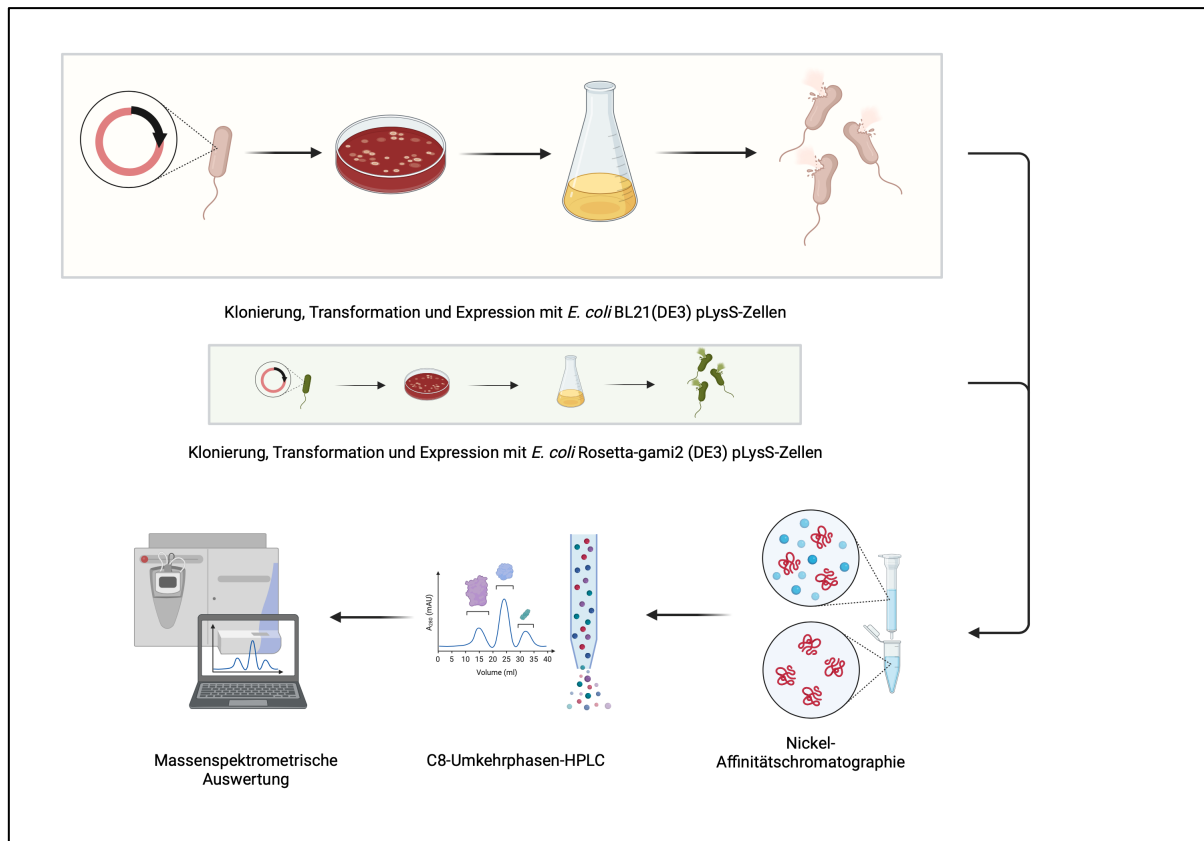 Klonierung, Transformation und Expression mit E. coli BL21(DE3) pLysS-Zellen
Klonierung, Transformation und Expression mit E. coli Rosetta-gami2 (DE3) pLysS-Zellen
A280 (mAU)
0 5 10 15 20 25 30 35 40
Volume (ml)
Massenspektrometrische
Auswertung
C8-Umkehrphasen-HPLC
Nickel-
Affinitätschromatographie